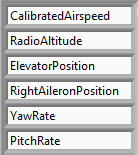 CalibratedAirspeed
RadioAltitude
ElevatorPosition
RightAileronPosition
YawRate
PitchRate